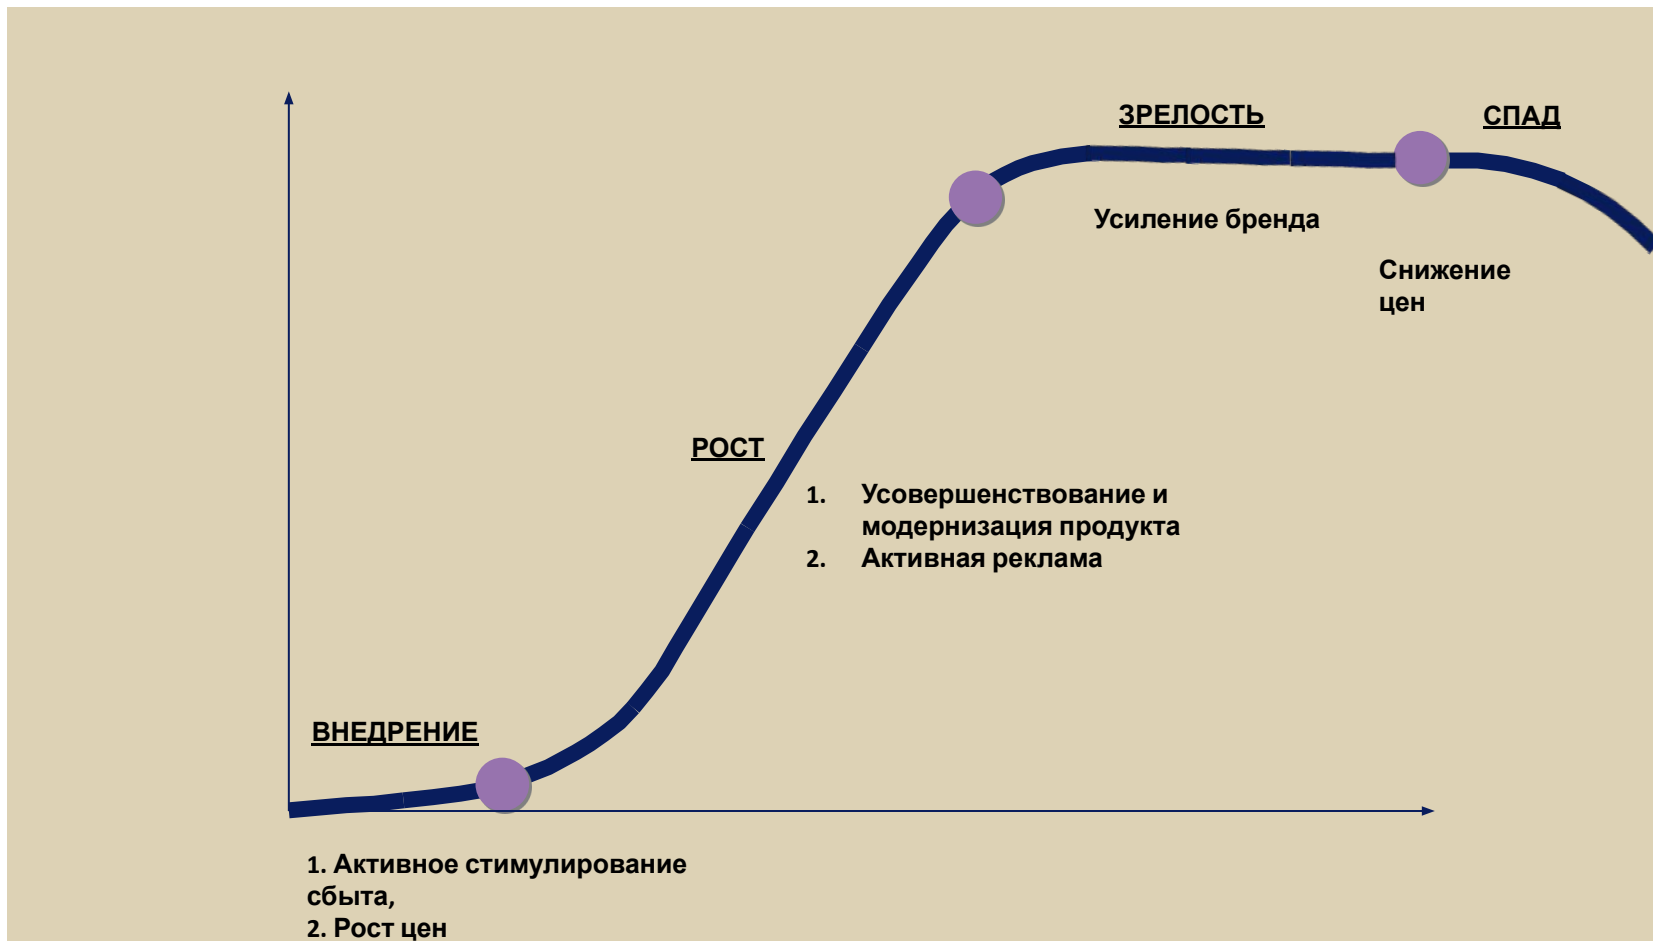 ЗРЕЛОСТЬ
СПАД
Усиление бренда
Снижение
цен
РОСТ
1. Усовершенствование и
модернизация продукта
2. Активная реклама
ВНЕДРЕНИЕ
1. Активное стимулирование
сбыта,
2. Рост цен